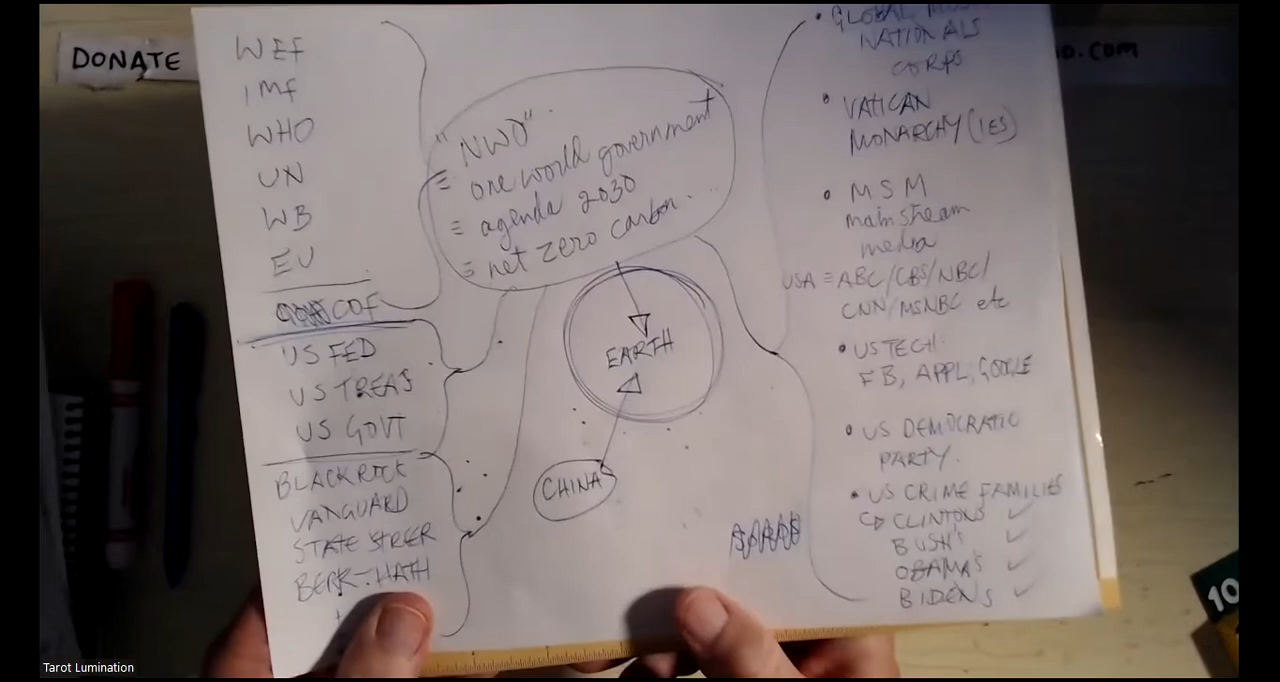 DONATE
WEF
IMF
WHO
UN
WB
EU
CDF
US FED
US TREAS
US GOVT
BLACKROCK
VANGUARD
STATE STREER
BERK-HATH
"NWO"
= one world government
= agenda 2030
= net zero carbon...
EARTH
CHINA
• GLOBAL
NATIONALS
CORPS
• VATICAN
MONARCHY (IES)
• MSM
mainstream
media
USA = ABC/CBS/NBC/
CNN/MSNBC etc
• US TECH
FB, APPL, GOOGLE
• US DEMOCRATIC
PARTY.
• US CRIME FAMILIES
CLINTONS ✓
BUSH'S ✓
OBAMA'S ✓
BIDENS ✓
.COM
10
Tarot Lumination